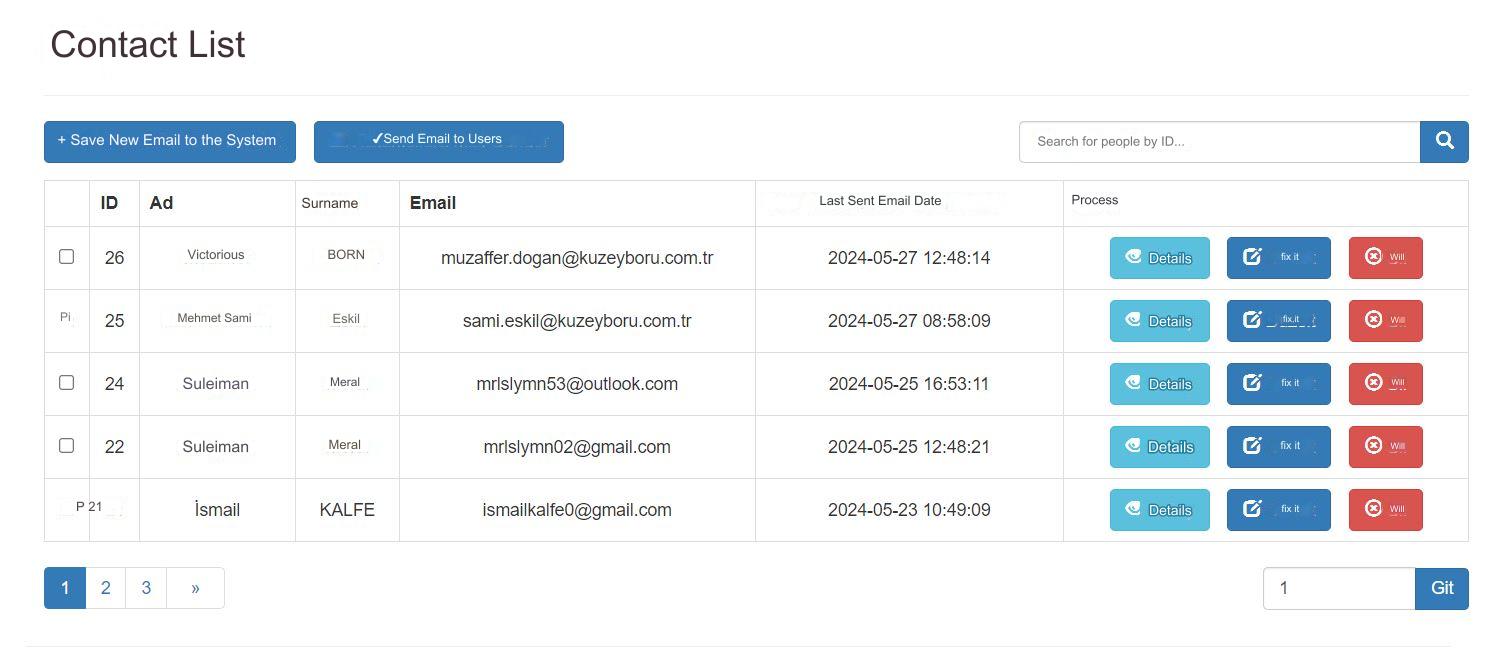 Contact List
+ Save New Email to the System
✓Send Email to Users
Search for people by ID...
ID Ad Surname Email Last Sent Email Date Process
26 Victorious BORN muzaffer.dogan@kuzeyboru.com.tr 2024-05-27 12:48:14 Details fix it Will
Pi 25 Mehmet Sami Eskil sami.eskil@kuzeyboru.com.tr 2024-05-27 08:58:09 Details fix.it Will
24 Suleiman Meral mrlslymn53@outlook.com 2024-05-25 16:53:11 Details fix it Will
22 Suleiman Meral mrlslymn02@gmail.com 2024-05-25 12:48:21 Details fix it Will
P 21 İsmail KALFE ismailkalfe0@gmail.com 2024-05-23 10:49:09 Details fix it Will
1 2 3 »
1 Git